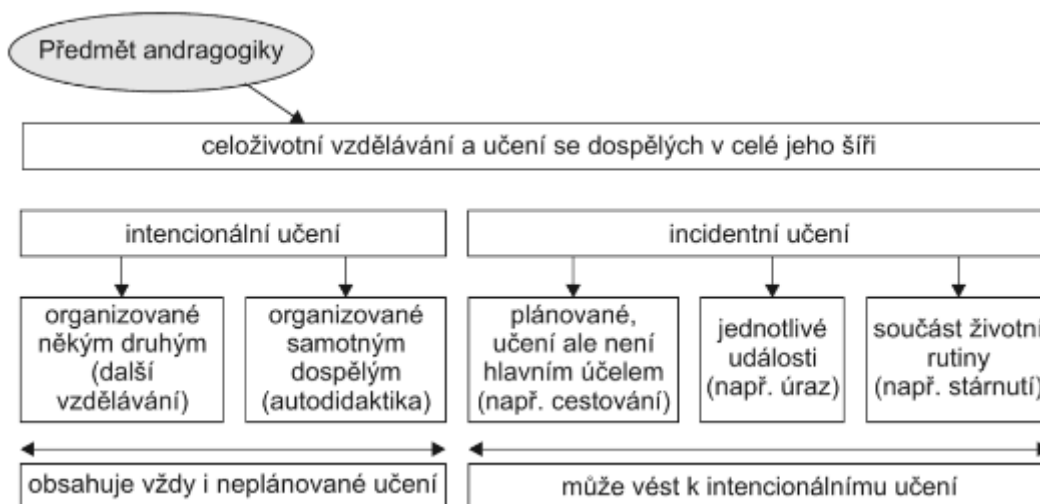 Předmět andragogiky
celoživotní vzdělávání a učení se dospělých v celé jeho šíři
intencionální učení
incidentní učení
organizované
někým druhým
(další
vzdělávání)
organizované
samotným
dospělým
(autodidaktika)
plánované,
učení ale není
hlavním účelem
(např. cestování)
jednotlivé
události
(např. úraz)
součást životní
rutiny
(např. stárnutí)
obsahuje vždy i neplánované učení
může vést k intencionálnímu učení